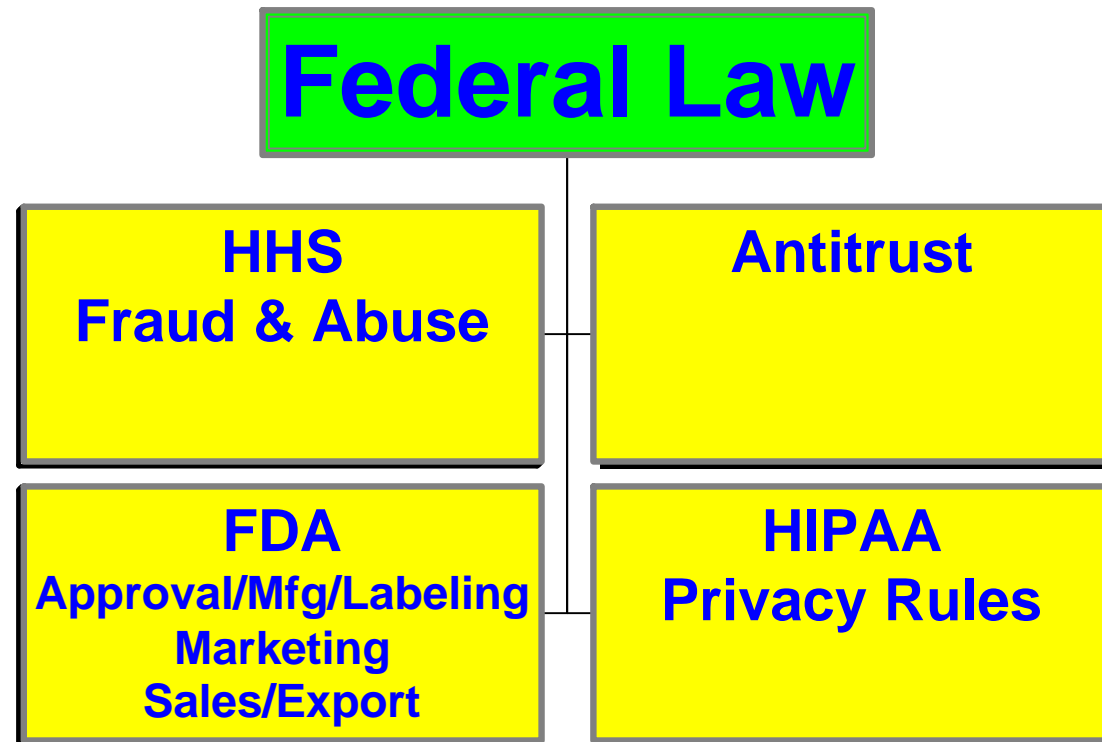 Federal Law
HHS
Fraud & Abuse
Antitrust
FDA
Approval/Mfg/Labeling
Marketing
Sales/Export
HIPAA
Privacy Rules